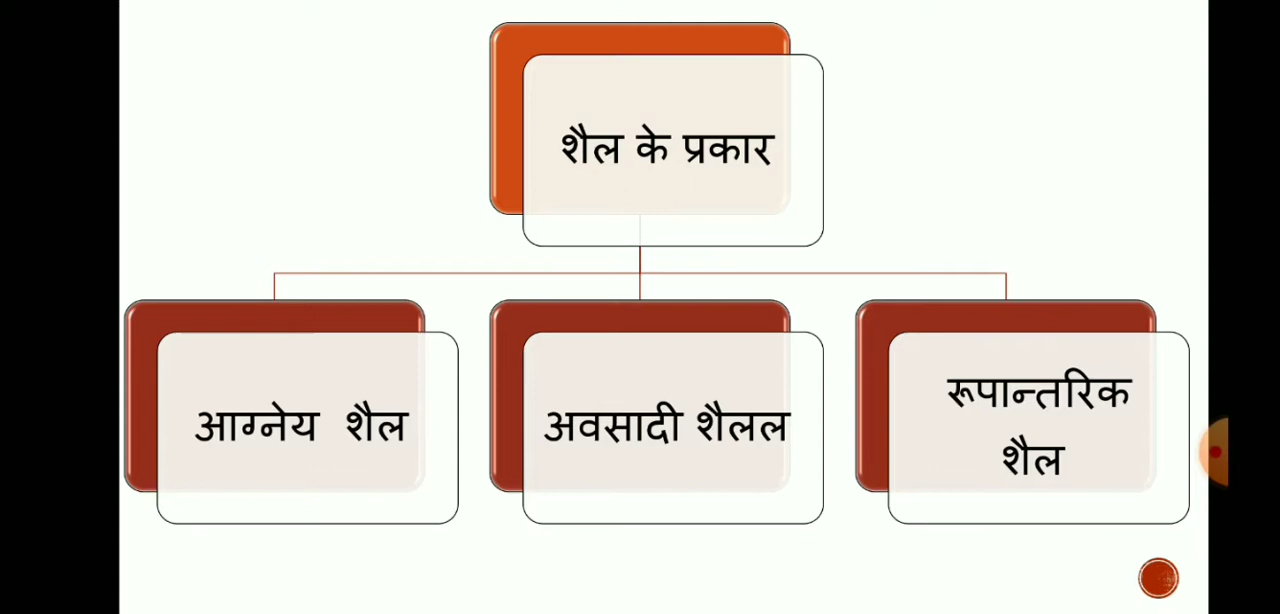 शैल के प्रकार
आग्नेय शैल
अवसादी शैलल
रूपान्तरिक
शैल